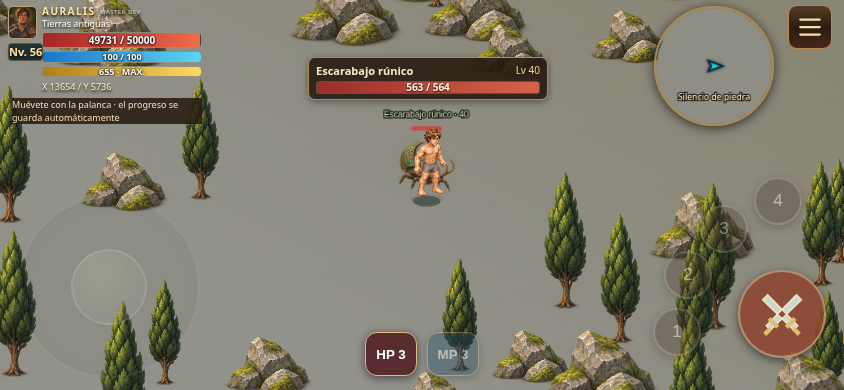 AURALIS MASTER DEV
Tierras antiguas
Nv. 56
49731 / 50000
100 / 100
655 · MAX.
X 13654 / Y 5736
Muévete con la palanca · el progreso se
guarda automáticamente
Escarabajo rúnico Lv 40
563 / 564
Escarabajo rúnico · 40
Silencio de piedra
4
3
2
1
HP 3
MP 3